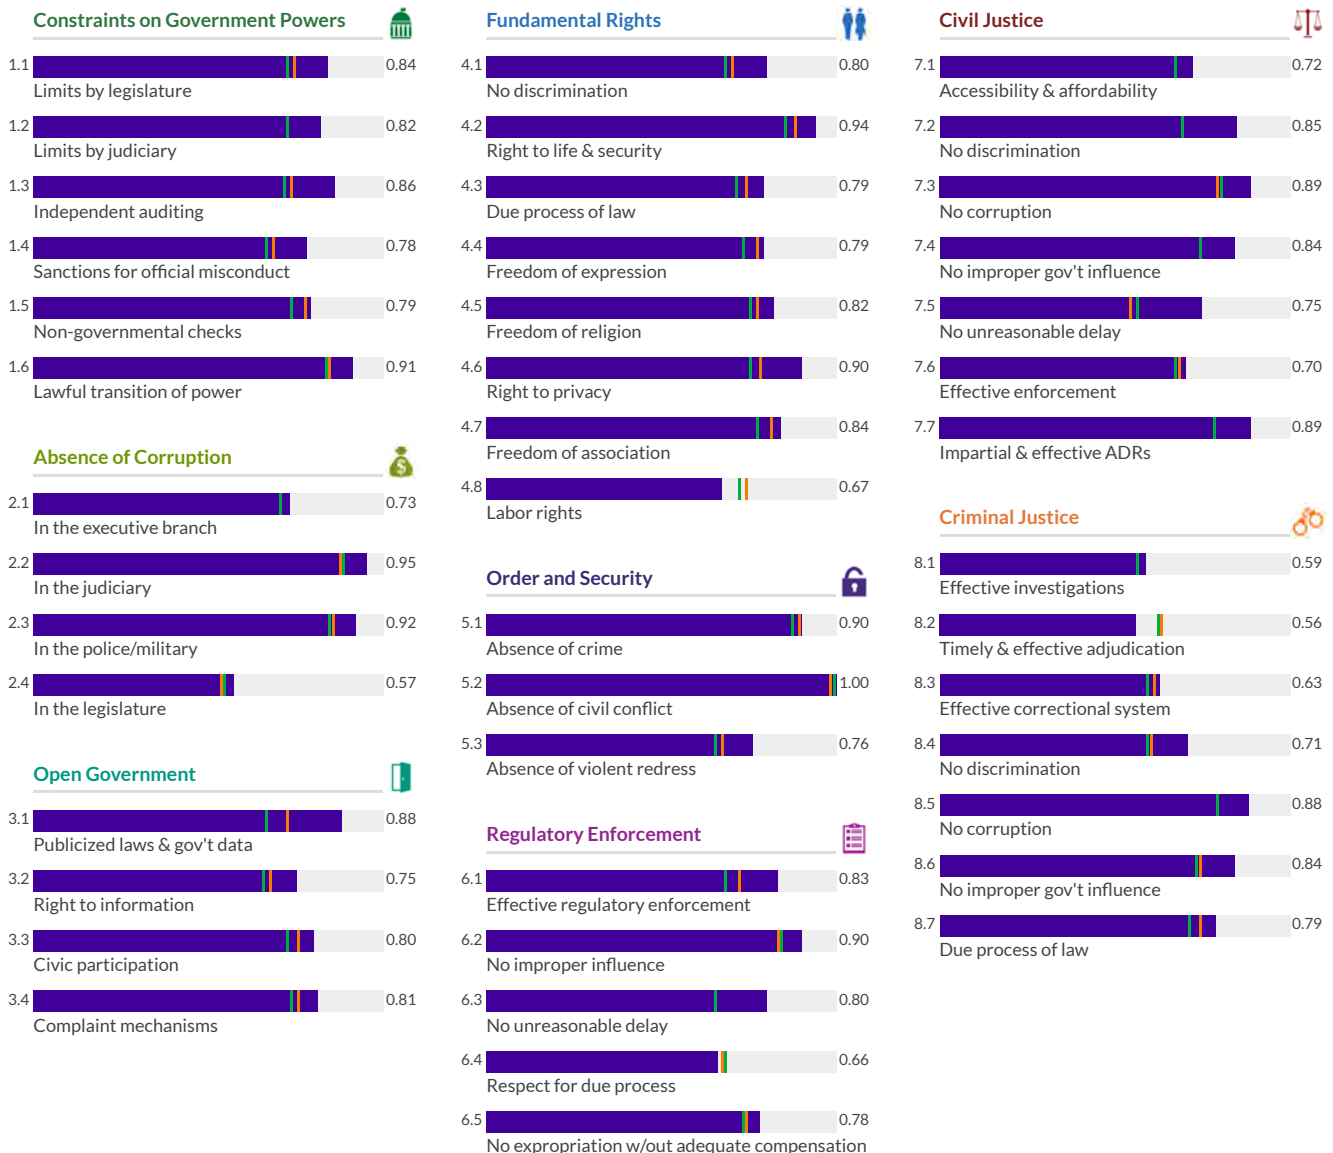 Constraints on Government Powers
1.1 0.84
Limits by legislature
1.2 0.82
Limits by judiciary
1.3 0.86
Independent auditing
1.4 0.78
Sanctions for official misconduct
1.5 0.79
Non-governmental checks
1.6 0.91
Lawful transition of power
Absence of Corruption
$
2.1 0.73
In the executive branch
2.2 0.95
In the judiciary
2.3 0.92
In the police/military
2.4 0.57
In the legislature
Open Government
3.1 0.88
Publicized laws & gov't data
3.2 0.75
Right to information
3.3 0.80
Civic participation
3.4 0.81
Complaint mechanisms
Fundamental Rights
4.1 0.80
No discrimination
4.2 0.94
Right to life & security
4.3 0.79
Due process of law
4.4 0.79
Freedom of expression
4.5 0.82
Freedom of religion
4.6 0.90
Right to privacy
4.7 0.84
Freedom of association
4.8 0.67
Labor rights
Order and Security
5.1 0.90
Absence of crime
5.2 1.00
Absence of civil conflict
5.3 0.76
Absence of violent redress
Regulatory Enforcement
6.1 0.83
Effective regulatory enforcement
6.2 0.90
No improper influence
6.3 0.80
No unreasonable delay
6.4 0.66
Respect for due process
6.5 0.78
No expropriation w/out adequate compensation
Civil Justice
7.1 0.72
Accessibility & affordability
7.2 0.85
No discrimination
7.3 0.89
No corruption
7.4 0.84
No improper gov't influence
7.5 0.75
No unreasonable delay
7.6 0.70
Effective enforcement
7.7 0.89
Impartial & effective ADRs
Criminal Justice
8.1 0.59
Effective investigations
8.2 0.56
Timely & effective adjudication
8.3 0.63
Effective correctional system
8.4 0.71
No discrimination
8.5 0.88
No corruption
8.6 0.84
No improper gov't influence
8.7 0.79
Due process of law